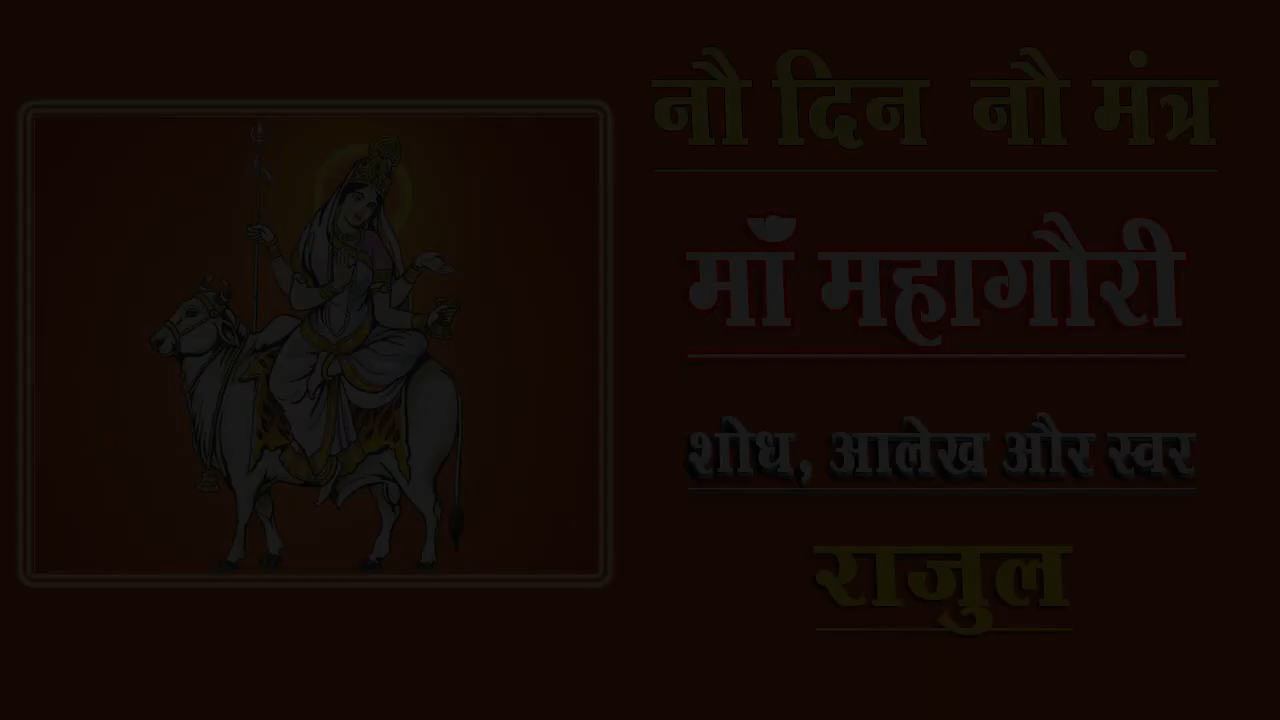 नौ दिन नौ मंत्र
माँ महागौरी
शोध, आलेख और स्वर
राजुल